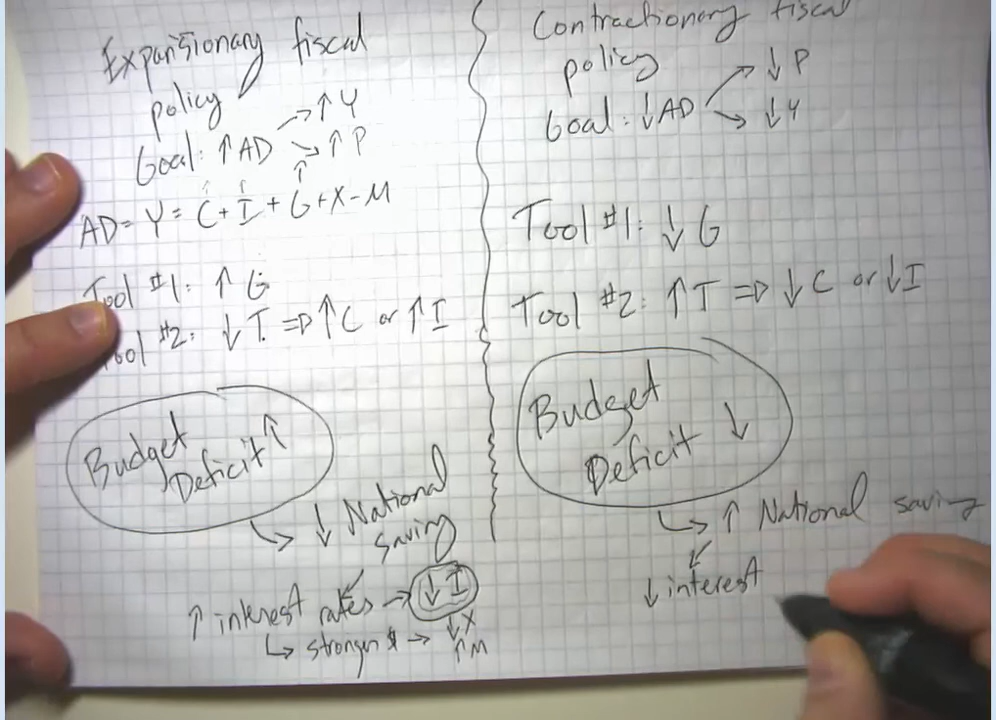 Expansionary fiscal
policy
Goal: ↑ AD → ↑ Y
→ ↑ P
AD = Y = C + I + G + X - M
↑ ↑ ↑
Tool #1: ↑ G
Tool #2: ↓ T ⇒ ↑ C or ↑ I
Budget
Deficit ↑
↳ ↓ National
saving
↑ interest rates → ↓ I
↳ stronger $ → ↓ X
↑ M
Contractionary fiscal
policy
Goal: ↓ AD → ↓ P
→ ↓ Y
Tool #1: ↓ G
Tool #2: ↑ T ⇒ ↓ C or ↓ I
Budget
Deficit ↓
↳ ↑ National saving
↓ interest